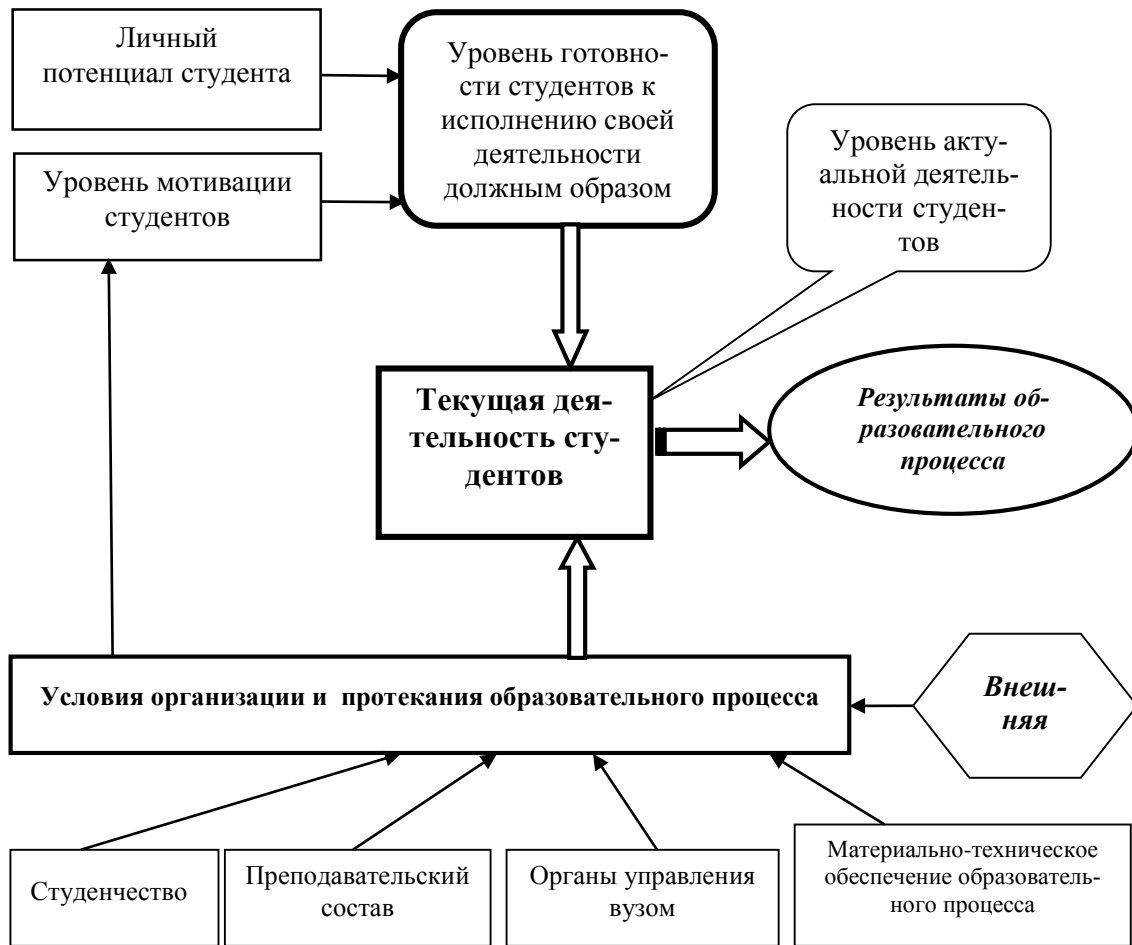 Личный
потенциал студента
Уровень готовно-
сти студентов к
исполнению своей
деятельности
должным образом
Уровень акту-
альной деятель-
ности студен-
тов
Уровень мотивации
студентов
Текущая дея-
тельность сту-
дентов
Результаты об-
разовательного
процесса
Условия организации и  протекания образовательного процесса
Внеш-
няя
Студенчество
Преподавательский
состав
Органы управления
вузом
Материально-техническое
обеспечение образователь-
ного процесса